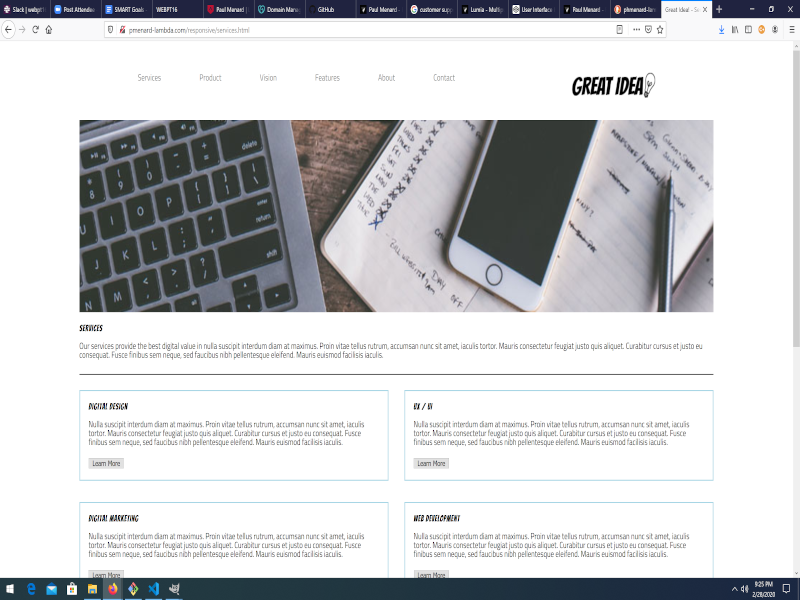 Slack | webpt1
Post Attendee
SMART Goals
WEBPT16
Paul Menard |
Domain Mana
GitHub
Paul Menard -
customer supp
Lumia - Multip
User Interface
Paul Menard -
pmenard-lam
Great Idea! - Se
pmenard-lambda.com/responsive/services.html
Services Product Vision Features About Contact
GREAT IDEA
SERVICES
Our services provide the best digital value in nulla suscipit interdum diam at maximus. Proin vitae tellus rutrum, accumsan nunc sit amet, iaculis tortor. Mauris consectetur feugiat justo quis aliquet. Curabitur cursus et justo eu
consequat. Fusce finibus sem neque, sed faucibus nibh pellentesque eleifend. Mauris euismod facilisis iaculis.
DIGITAL DESIGN
Nulla suscipit interdum diam at maximus. Proin vitae tellus rutrum, accumsan nunc sit amet, iaculis
tortor. Mauris consectetur feugiat justo quis aliquet. Curabitur cursus et justo eu consequat. Fusce
finibus sem neque, sed faucibus nibh pellentesque eleifend. Mauris euismod facilisis iaculis.
Learn More
UX / UI
Nulla suscipit interdum diam at maximus. Proin vitae tellus rutrum, accumsan nunc sit amet, iaculis
tortor. Mauris consectetur feugiat justo quis aliquet. Curabitur cursus et justo eu consequat. Fusce
finibus sem neque, sed faucibus nibh pellentesque eleifend. Mauris euismod facilisis iaculis.
Learn More
DIGITAL MARKETING
Nulla suscipit interdum diam at maximus. Proin vitae tellus rutrum, accumsan nunc sit amet, iaculis
tortor. Mauris consectetur feugiat justo quis aliquet. Curabitur cursus et justo eu consequat. Fusce
finibus sem neque, sed faucibus nibh pellentesque eleifend. Mauris euismod facilisis iaculis.
Learn More
WEB DEVELOPMENT
Nulla suscipit interdum diam at maximus. Proin vitae tellus rutrum, accumsan nunc sit amet, iaculis
tortor. Mauris consectetur feugiat justo quis aliquet. Curabitur cursus et justo eu consequat. Fusce
finibus sem neque, sed faucibus nibh pellentesque eleifend. Mauris euismod facilisis iaculis.
Learn More
9:25 PM
2/28/2020